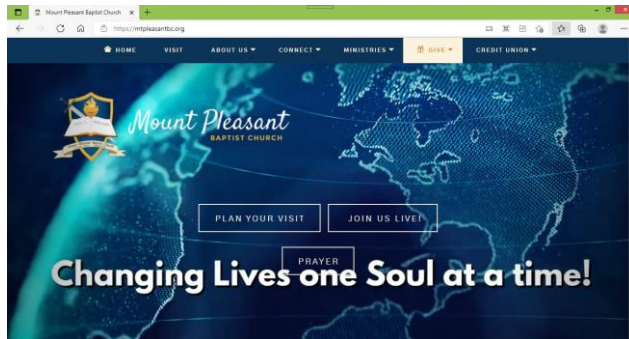 Mount Pleasant Baptist Church
https://mtpleasantbc.org
HOME VISIT ABOUT US CONNECT MINISTRIES GIVE CREDIT UNION
Mount Pleasant
BAPTIST CHURCH
PLAN YOUR VISIT JOIN US LIVE!
PRAYER
Changing Lives one Soul at a time!